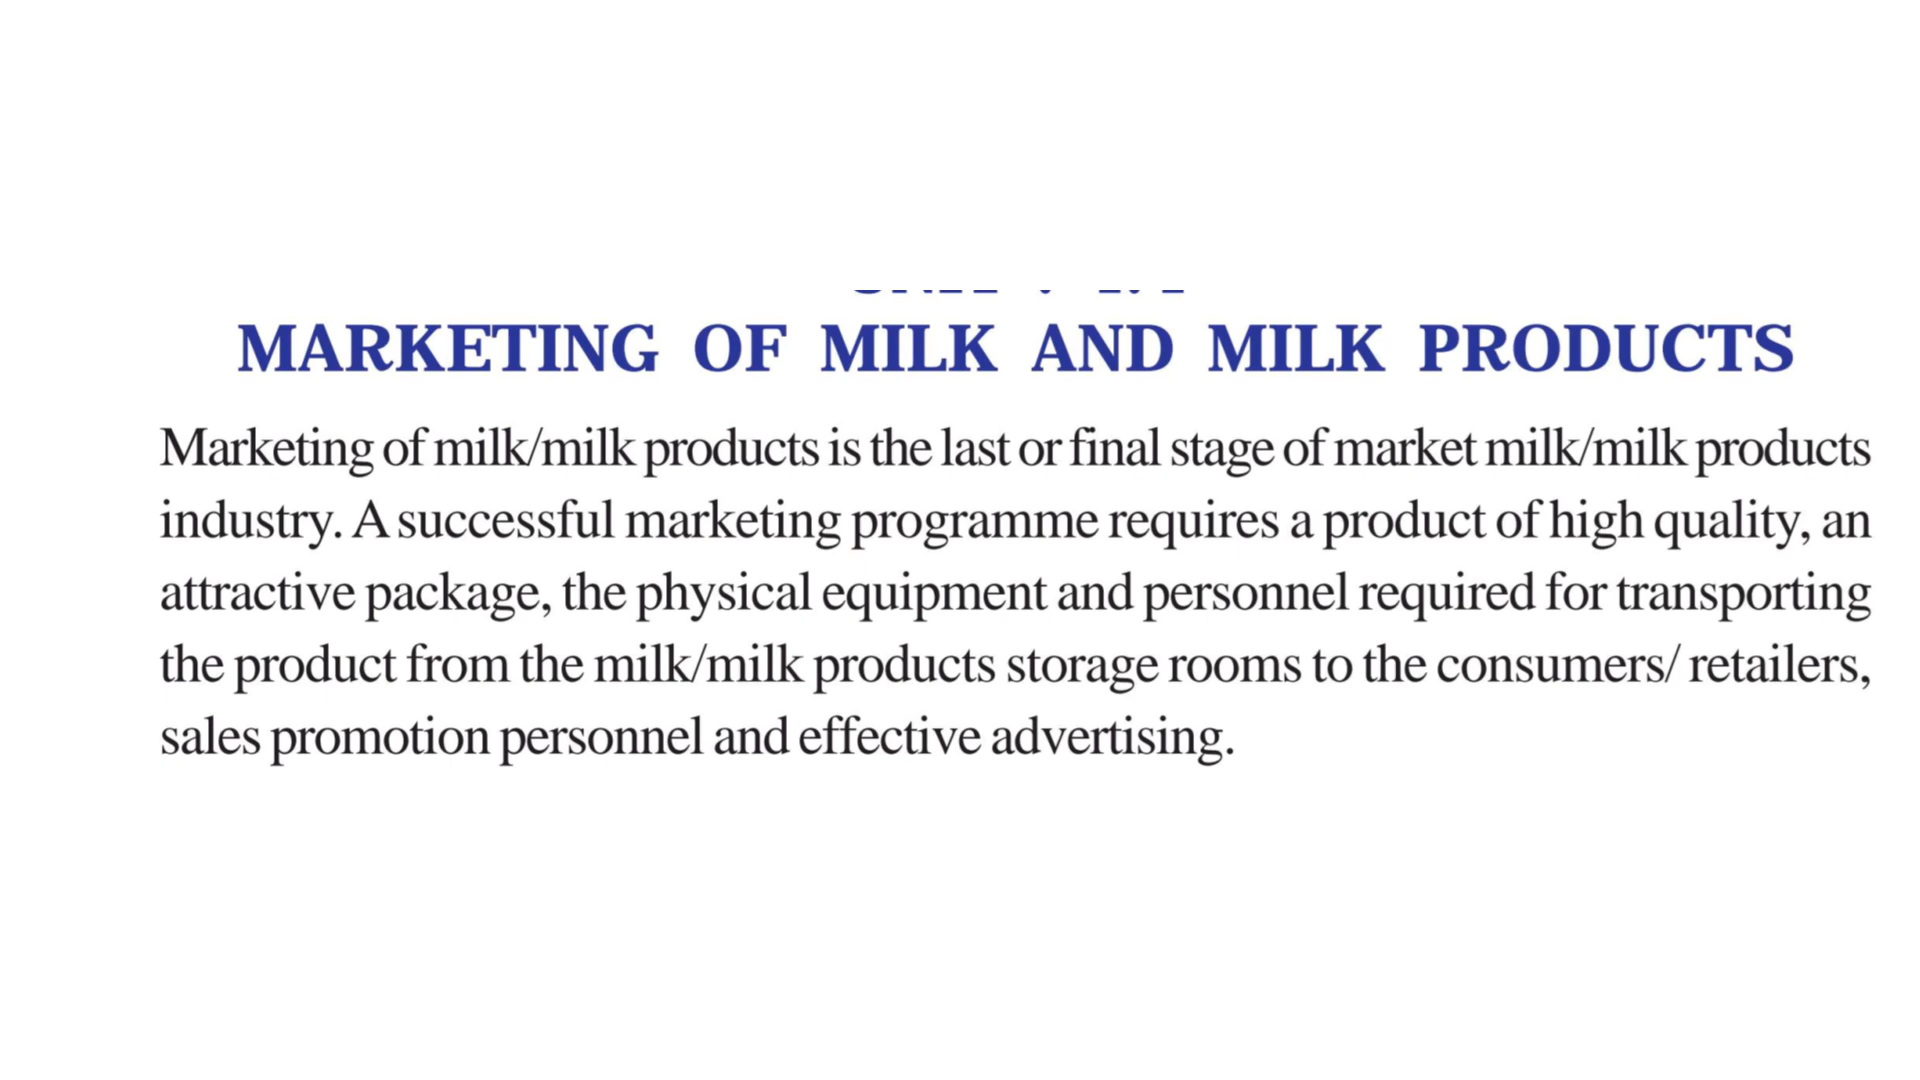 MARKETING OF MILK AND MILK PRODUCTS
Marketing of milk/milk products is the last or final stage of market milk/milk products
industry. A successful marketing programme requires a product of high quality, an
attractive package, the physical equipment and personnel required for transporting
the product from the milk/milk products storage rooms to the consumers/ retailers,
sales promotion personnel and effective advertising.